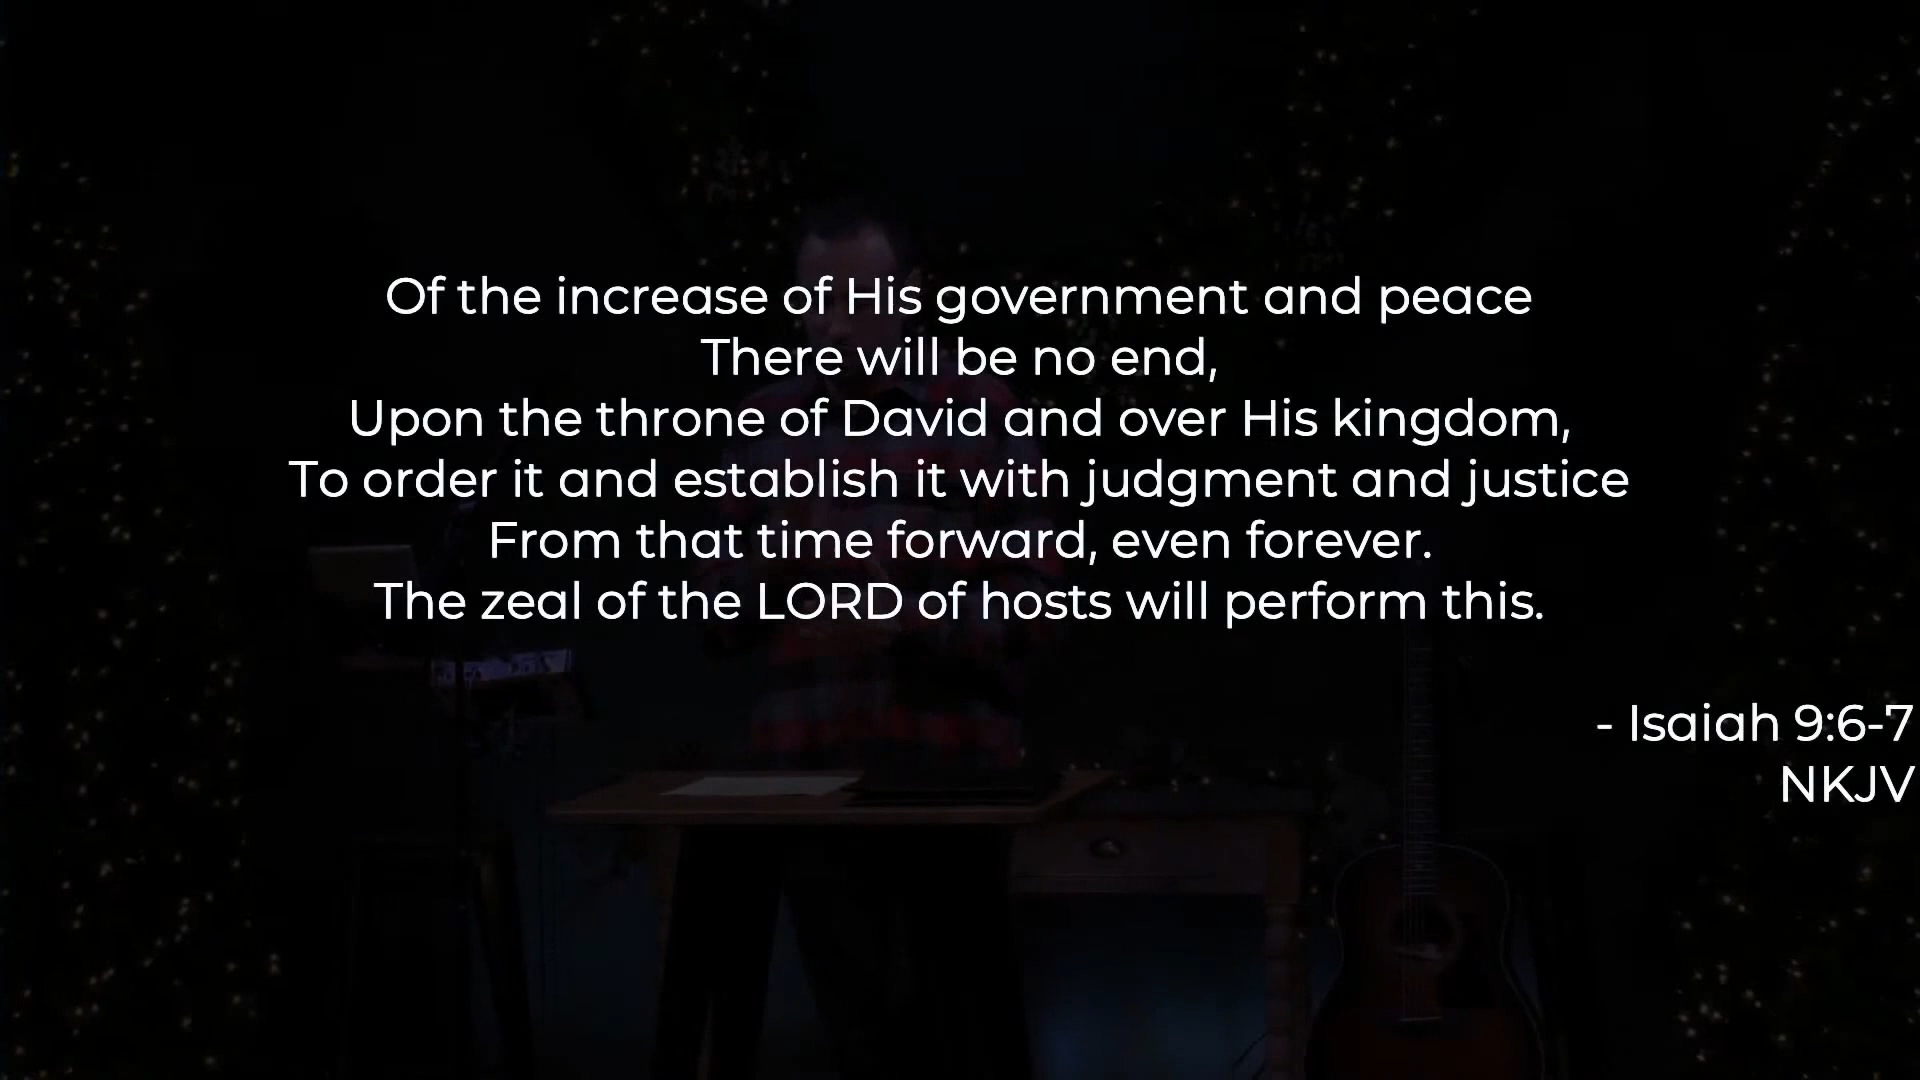 Of the increase of His government and peace
There will be no end,
Upon the throne of David and over His kingdom,
To order it and establish it with judgment and justice
From that time forward, even forever.
The zeal of the LORD of hosts will perform this.
- Isaiah 9:6-7
NKJV